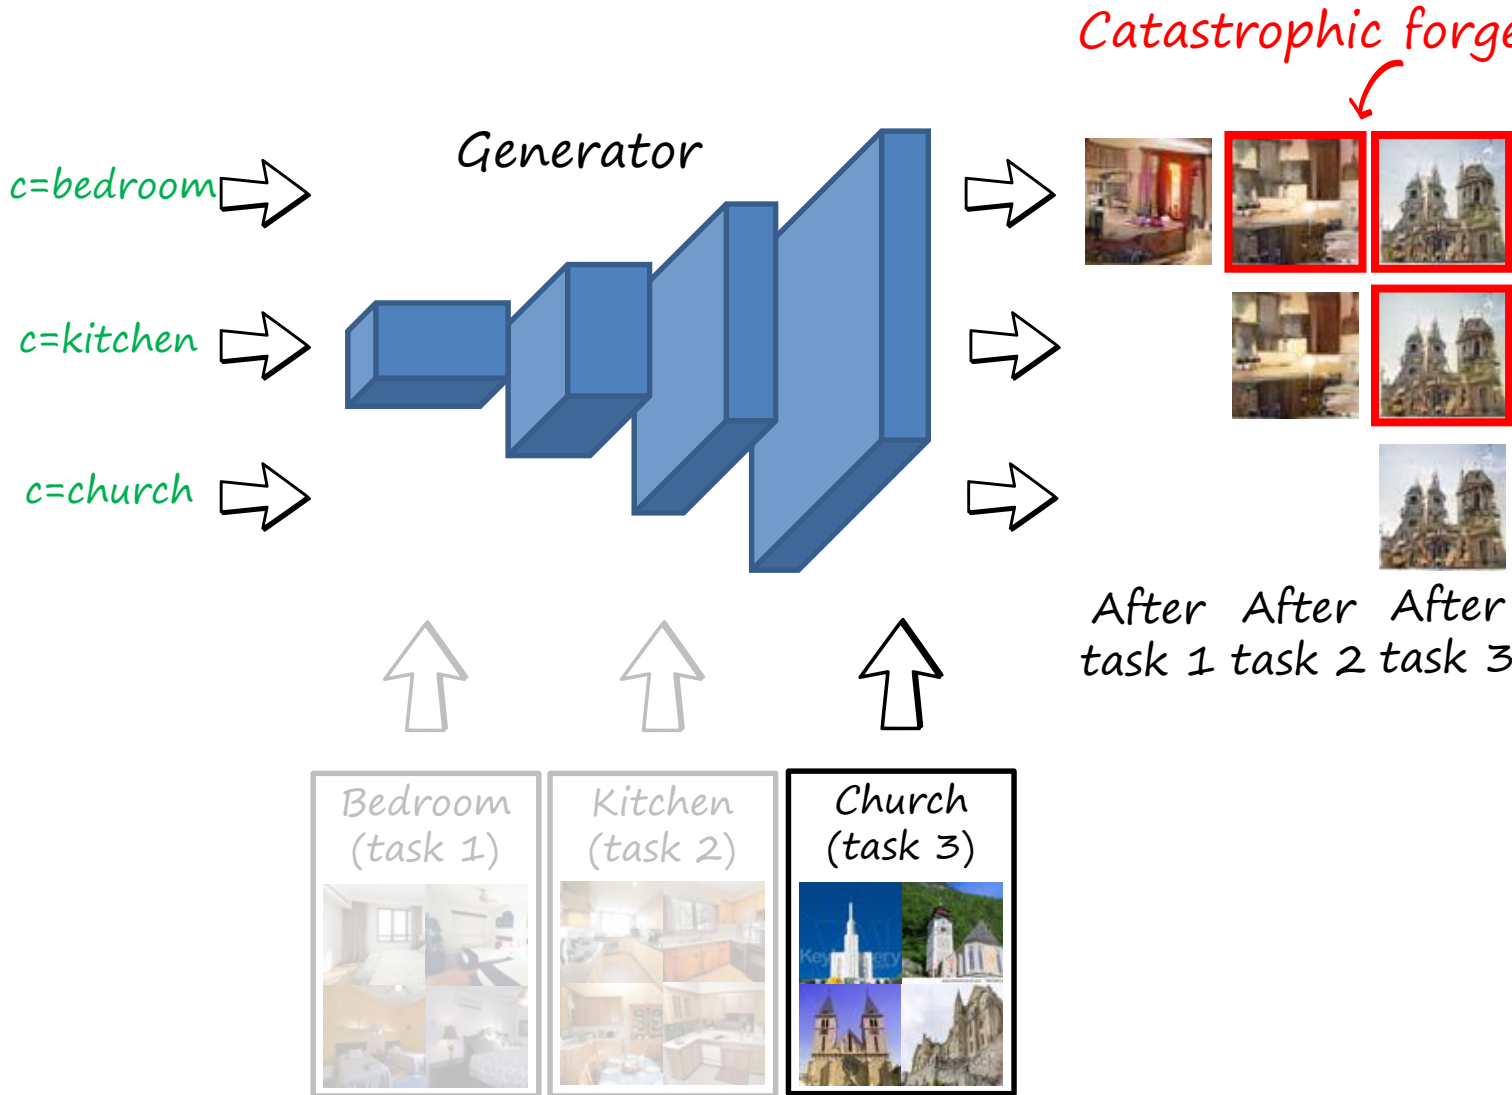 Catastrophic forge
Generator
c=bedroom
c=kitchen
c=church
After After After
task 1 task 2 task 3
Bedroom
(task 1)
Kitchen
(task 2)
Church
(task 3)